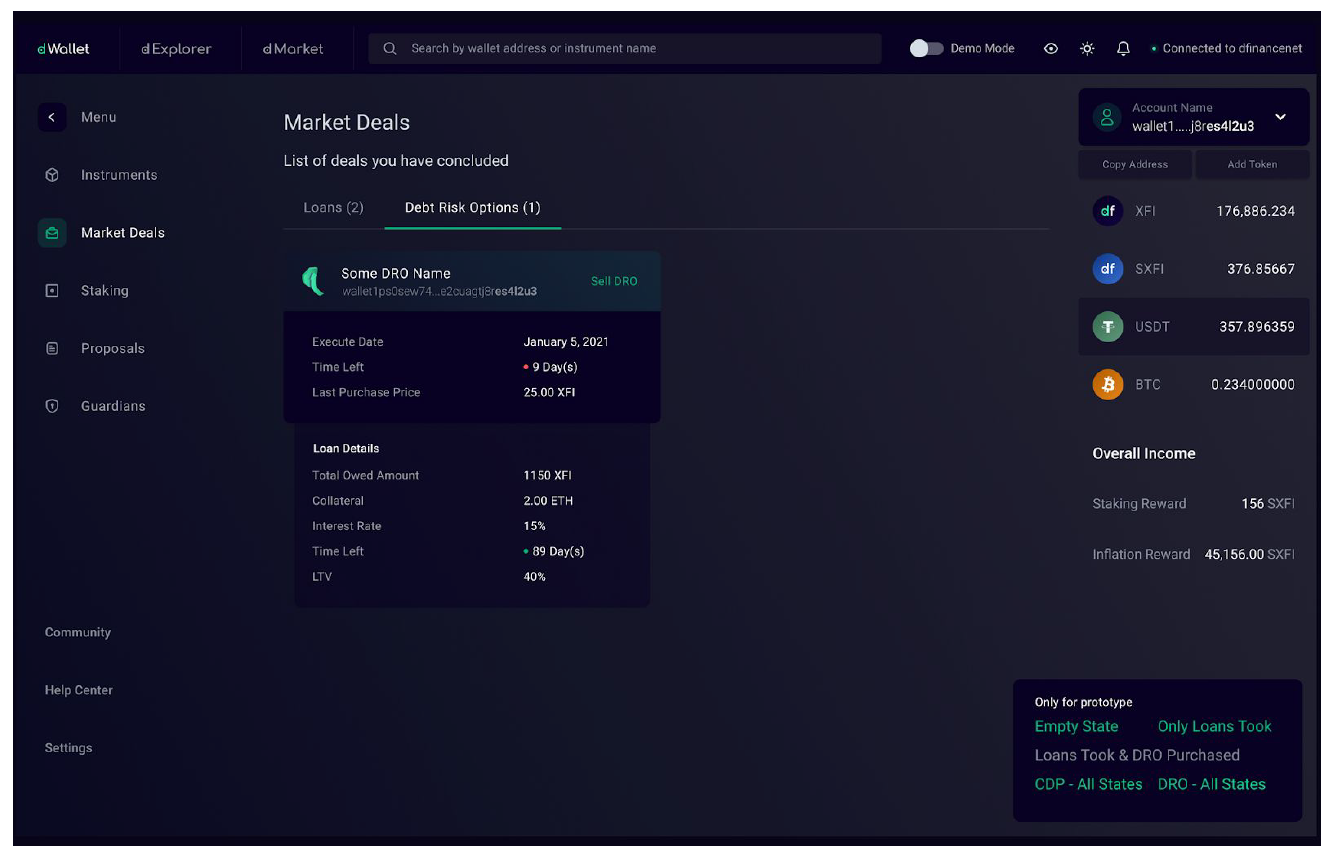 dWallet
dExplorer
dMarket
Search by wallet address or instrument name
Demo Mode
Connected to dfinancenet
Menu
Instruments
Market Deals
Staking
Proposals
Guardians
Community
Help Center
Settings
Market Deals
List of deals you have concluded
Loans (2) Debt Risk Options (1)
Some DRO Name
wallet1ps0sew74...e2cuagtj8res4l2u3
Sell DRO
Execute Date January 5, 2021
Time Left 9 Day(s)
Last Purchase Price 25.00 XFI
Loan Details
Total Owed Amount 1150 XFI
Collateral 2.00 ETH
Interest Rate 15%
Time Left 89 Day(s)
LTV 40%
Account Name
wallet1.....j8res4l2u3
Copy Address Add Token
df XFI 176,886.234
df SXFI 376.85667
USDT 357.896359
BTC 0.234000000
Overall Income
Staking Reward 156 SXFI
Inflation Reward 45,156.00 SXFI
Only for prototype
Empty State Only Loans Took
Loans Took & DRO Purchased
CDP - All States DRO - All States